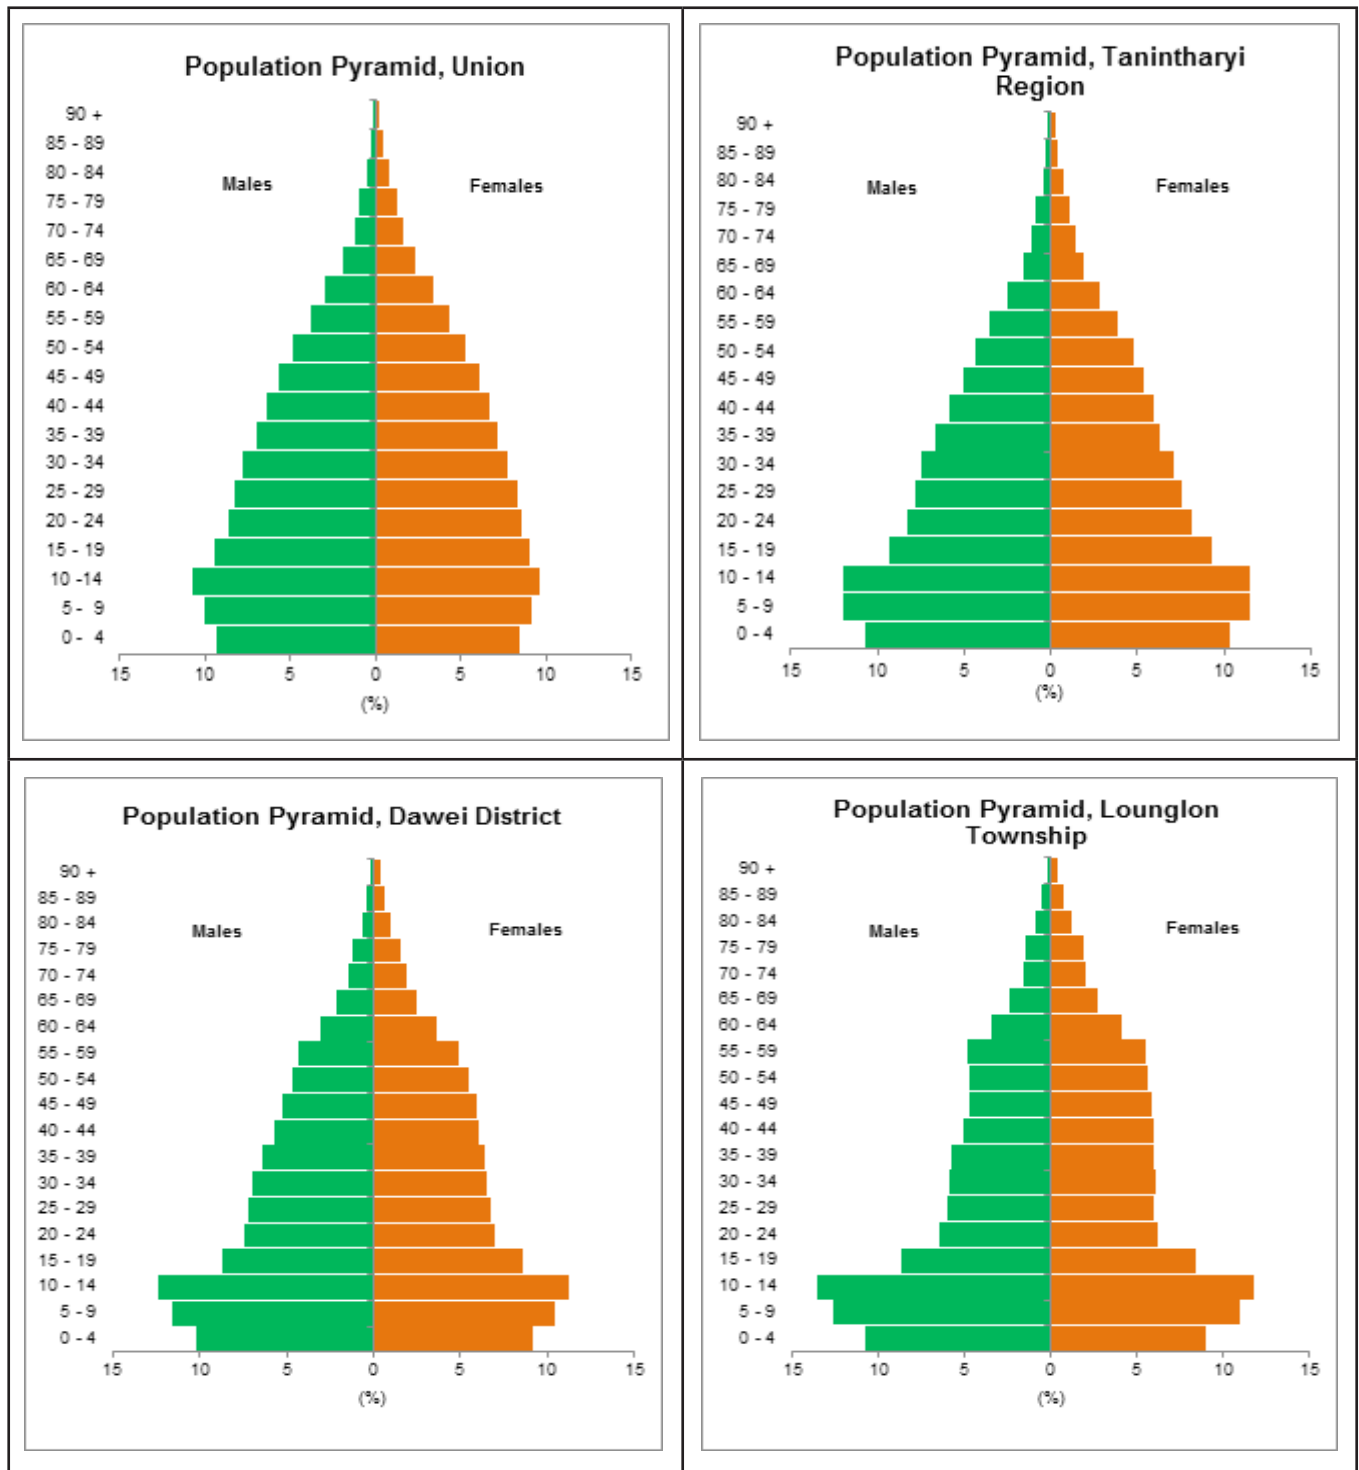 Population Pyramid, Union
90 +
85 - 89
80 - 84
75 - 79
70 - 74
65 - 69
60 - 64
55 - 59
50 - 54
45 - 49
40 - 44
35 - 39
30 - 34
25 - 29
20 - 24
15 - 19
10 -14
5 - 9
0 - 4
Males
Females
15 10 5 0 5 10 15
(%)
Population Pyramid, Tanintharyi
Region
90 +
85 - 89
80 - 84
75 - 79
70 - 74
65 - 69
60 - 64
55 - 59
50 - 54
45 - 49
40 - 44
35 - 39
30 - 34
25 - 29
20 - 24
15 - 19
10 - 14
5 - 9
0 - 4
Males
Females
15 10 5 0 5 10 15
(%)
Population Pyramid, Dawei District
90 +
85 - 89
80 - 84
75 - 79
70 - 74
65 - 69
60 - 64
55 - 59
50 - 54
45 - 49
40 - 44
35 - 39
30 - 34
25 - 29
20 - 24
15 - 19
10 - 14
5 - 9
0 - 4
Males
Females
15 10 5 0 5 10 15
(%)
Population Pyramid, Lounglon
Township
90 +
85 - 89
80 - 84
75 - 79
70 - 74
65 - 69
60 - 64
55 - 59
50 - 54
45 - 49
40 - 44
35 - 39
30 - 34
25 - 29
20 - 24
15 - 19
10 - 14
5 - 9
0 - 4
Males
Females
15 10 5 0 5 10 15
(%)